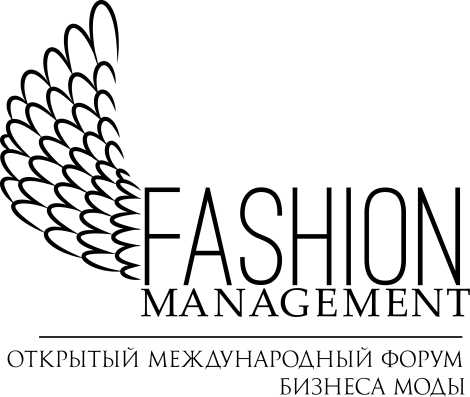 FASHION
MANAGEMENT
ОТКРЫТЫЙ МЕЖДУНАРОДНЫЙ ФОРУМ
БИЗНЕСА МОДЫ